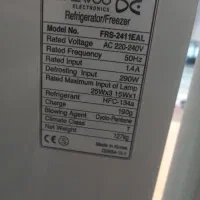 ELECTRONICS
Refrigerator/Freezer
Model No. FRS-2411EAL
Rated Voltage AC 220-240V
Rated Frequency 50Hz
Rated Input 1.4A
Defrosting Input 290W
Maximum Input of Lamp
25Wx3 15Wx1
Refrigerant HFC-134a
Charge 190g
Blowing Agent Cyclo-Pentane
Climate Class T
Net Weight
Made in Korea